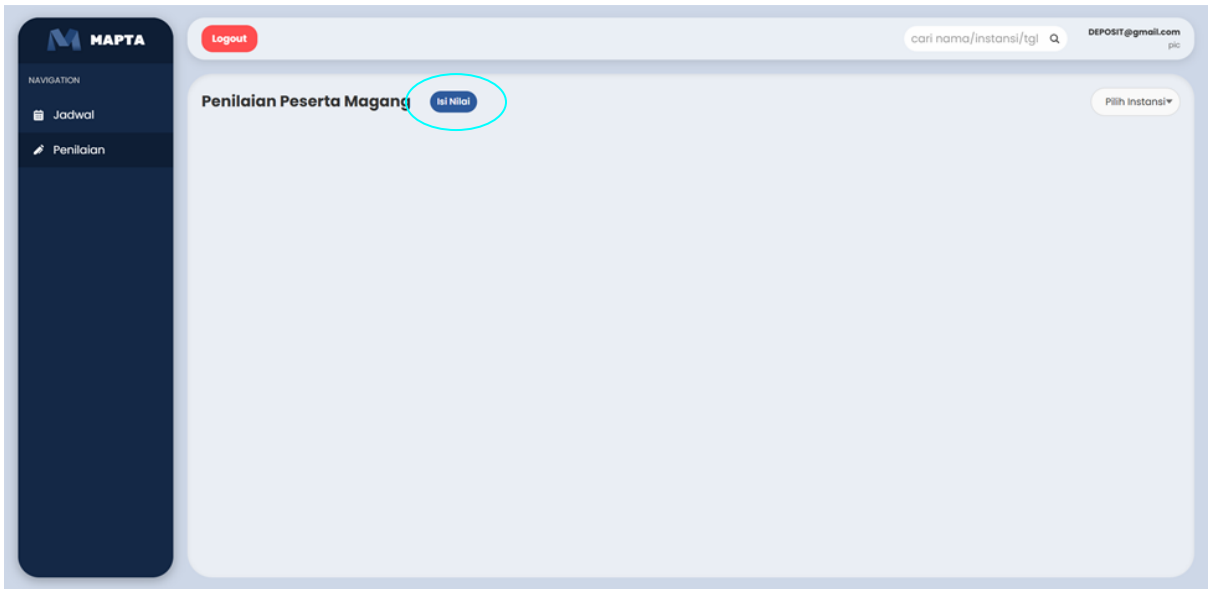 MAPTA
NAVIGATION
Jadwal
Penilaian
Logout
cari nama/instansi/tgl
DEPOSIT@gmail.com
pic
Penilaian Peserta Magang
Isi Nilai
Pilih Instansi